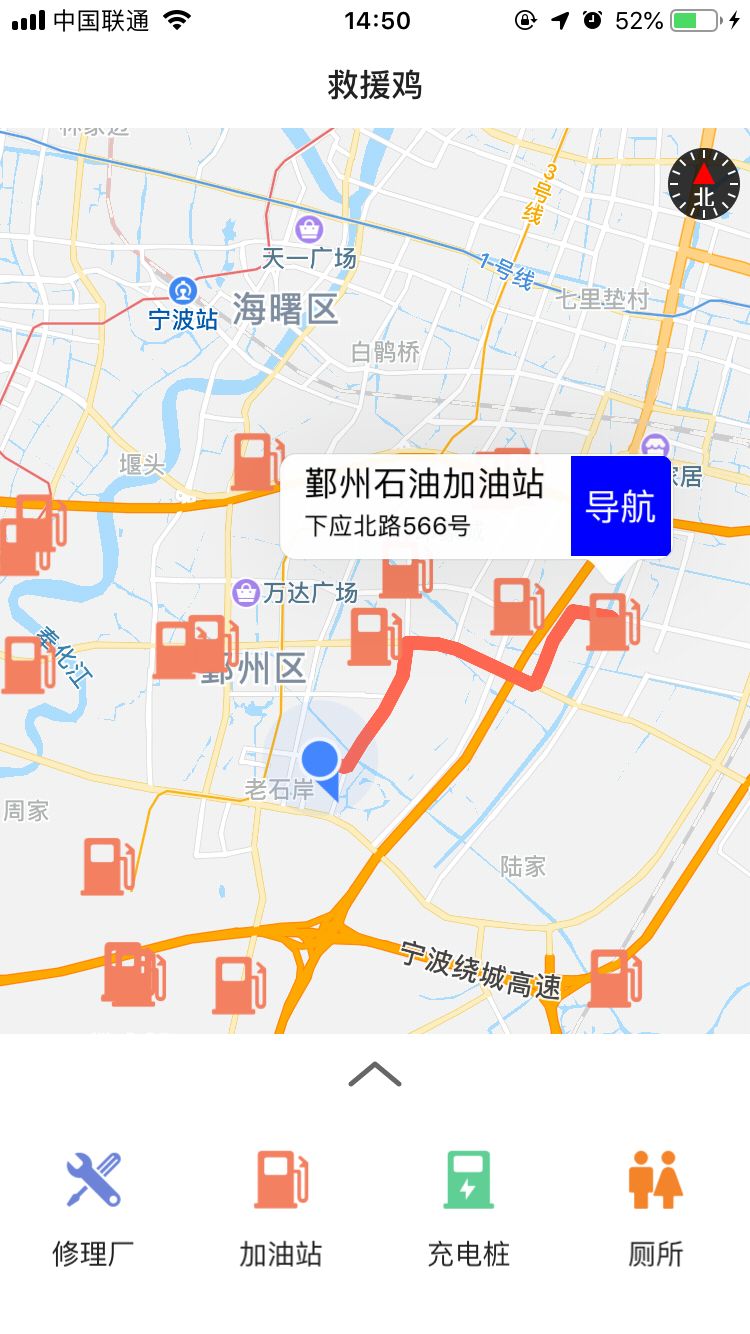 中国联通
14:50
52%
救援鸡
北
3号线
天一广场
1号线
宁波站
海曙区
七里垫村
白鹤桥
堰头
鄞州石油加油站
下应北路566号
导航
家居
万达广场
奉化江
鄞州区
老石岸
周家
陆家
宁波绕城高速
修理厂
加油站
充电桩
厕所